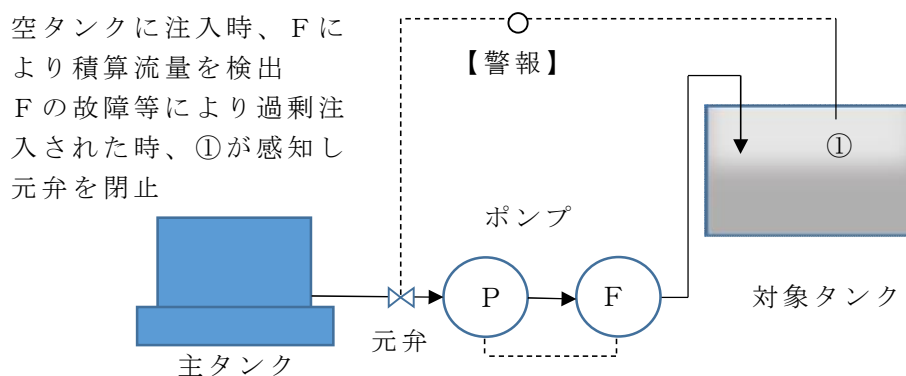 空タンクに注入時、Ｆに
より積算流量を検出
Ｆの故障等により過剰注
入された時、①が感知し
元弁を閉止
【警報】
①
ポンプ
Ｐ
Ｆ
対象タンク
元弁
主タンク